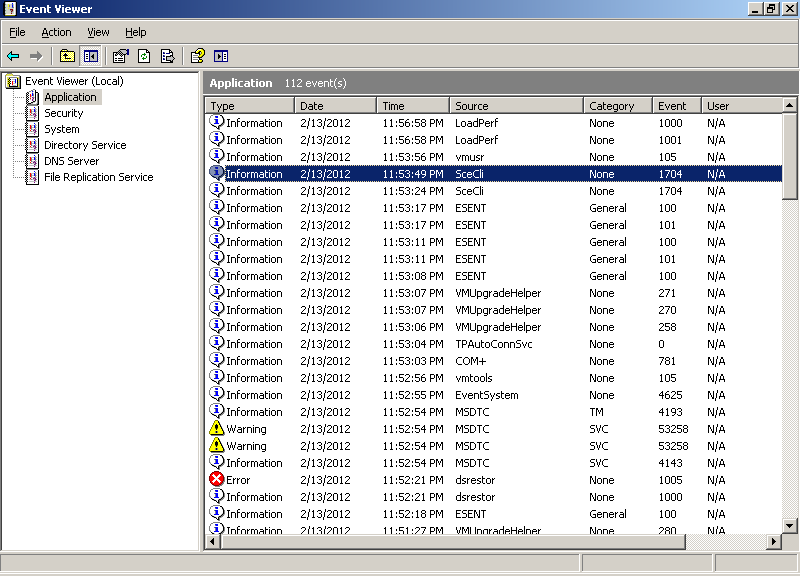 Event Viewer
File Action View Help
Event Viewer (Local)
Application
Security
System
Directory Service
DNS Server
File Replication Service
Application 112 event(s)
Type Date Time Source Category Event User
Information 2/13/2012 11:56:58 PM LoadPerf None 1000 N/A
Information 2/13/2012 11:56:58 PM LoadPerf None 1001 N/A
Information 2/13/2012 11:53:56 PM vmusr None 105 N/A
Information 2/13/2012 11:53:49 PM SceCli None 1704 N/A
Information 2/13/2012 11:53:24 PM SceCli None 1704 N/A
Information 2/13/2012 11:53:17 PM ESENT General 100 N/A
Information 2/13/2012 11:53:17 PM ESENT General 101 N/A
Information 2/13/2012 11:53:11 PM ESENT General 100 N/A
Information 2/13/2012 11:53:11 PM ESENT General 101 N/A
Information 2/13/2012 11:53:08 PM ESENT General 100 N/A
Information 2/13/2012 11:53:07 PM VMUpgradeHelper None 271 N/A
Information 2/13/2012 11:53:07 PM VMUpgradeHelper None 270 N/A
Information 2/13/2012 11:53:06 PM VMUpgradeHelper None 258 N/A
Information 2/13/2012 11:53:04 PM TPAutoConnSvc None 0 N/A
Information 2/13/2012 11:53:03 PM COM+ None 781 N/A
Information 2/13/2012 11:52:56 PM vmtools None 105 N/A
Information 2/13/2012 11:52:55 PM EventSystem None 4625 N/A
Information 2/13/2012 11:52:54 PM MSDTC TM 4193 N/A
Warning 2/13/2012 11:52:54 PM MSDTC SVC 53258 N/A
Warning 2/13/2012 11:52:54 PM MSDTC SVC 53258 N/A
Information 2/13/2012 11:52:54 PM MSDTC SVC 4143 N/A
Error 2/13/2012 11:52:21 PM dsrestor None 1005 N/A
Information 2/13/2012 11:52:21 PM dsrestor None 1000 N/A
Information 2/13/2012 11:52:18 PM ESENT General 100 N/A
Information 2/13/2012 11:51:27 PM VMUpgradeHelper None 280 N/A